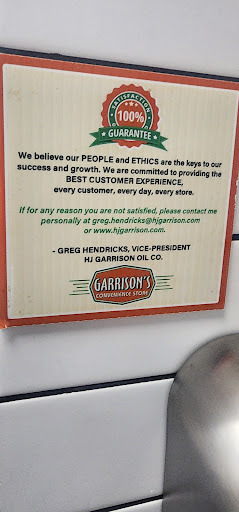 SATISFACTION
100%
GUARANTEE
We believe our PEOPLE and ETHICS are the keys to our
success and growth. We are committed to providing the
BEST CUSTOMER EXPERIENCE,
every customer, every day, every store.
If for any reason you are not satisfied, please contact me
personally at greg.hendricks@hjgarrison.com
or www.hjgarrison.com.
- GREG HENDRICKS, VICE-PRESIDENT
HJ GARRISON OIL CO.
GARRISON'S
CONVENIENCE STORE